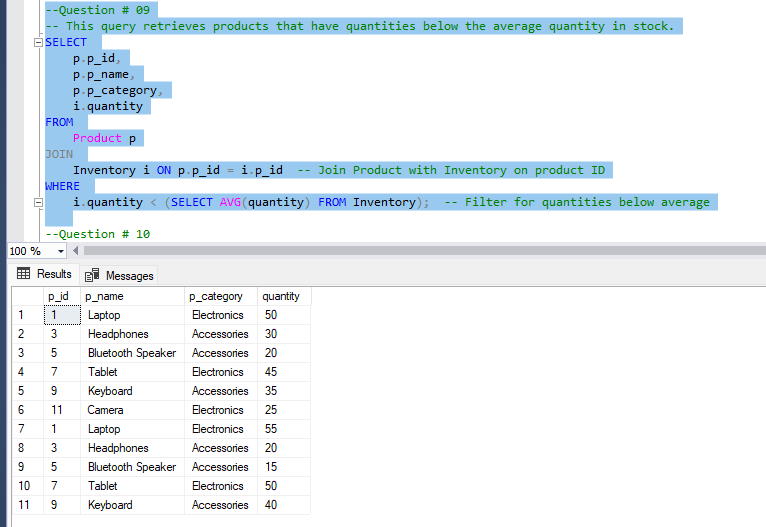 --Question # 09
-- This query retrieves products that have quantities below the average quantity in stock.
SELECT
p.p_id,
p.p_name,
p.p_category,
i.quantity
FROM
Product p
JOIN
Inventory i ON p.p_id = i.p_id -- Join Product with Inventory on product ID
WHERE
i.quantity < (SELECT AVG(quantity) FROM Inventory); -- Filter for quantities below average
--Question # 10
100 %
Results Messages
p_id p_name p_category quantity
1 1 Laptop Electronics 50
2 3 Headphones Accessories 30
3 5 Bluetooth Speaker Accessories 20
4 7 Tablet Electronics 45
5 9 Keyboard Accessories 35
6 11 Camera Electronics 25
7 1 Laptop Electronics 55
8 3 Headphones Accessories 20
9 5 Bluetooth Speaker Accessories 15
10 7 Tablet Electronics 50
11 9 Keyboard Accessories 40